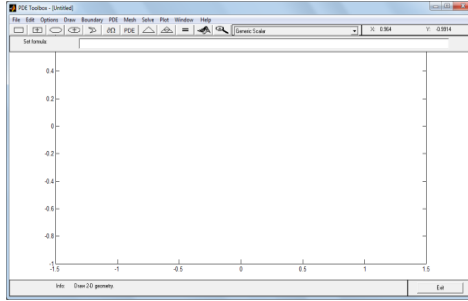 PDE Toolbox - [Untitled]
File Edit Options Draw Boundary PDE Mesh Solve Plot Window Help
∂Ω PDE = Generic Scalar X: 0.964 Y: -0.9914
Set formula:
0.4
0.2
0
-0.2
-0.4
-0.6
-0.8
-1
-1.5 -1 -0.5 0 0.5 1 1.5
Info: Draw 2-D geometry. Exit